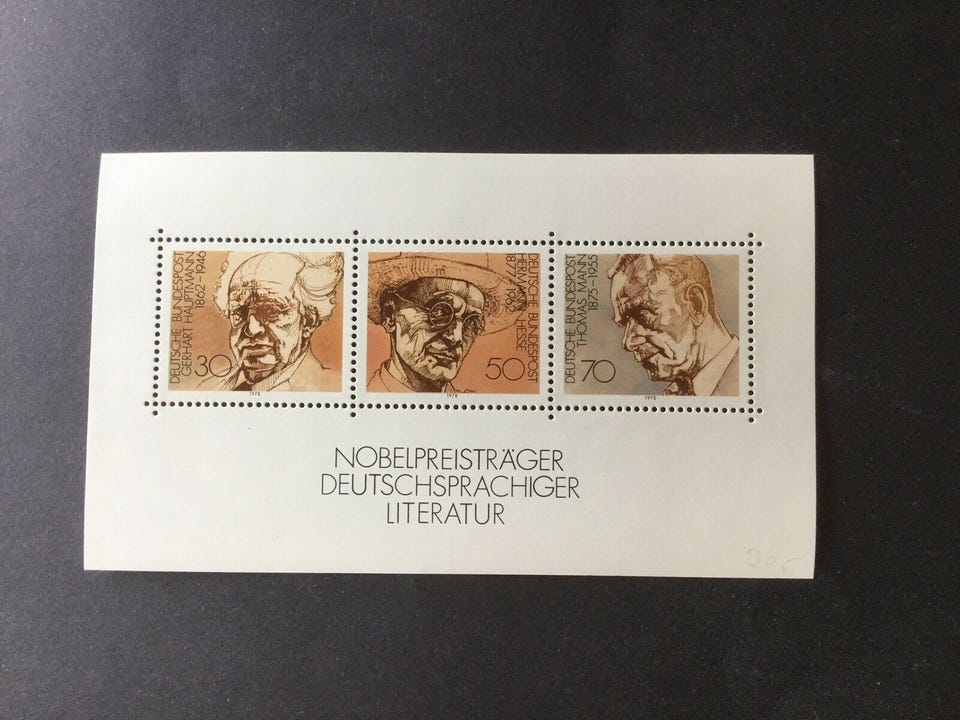 DEUTSCHE BUNDESPOST
GERHART HAUPTMANN
1862–1946
30
1978
DEUTSCHE BUNDESPOST
HERMANN HESSE
1877–1962
50
1978
DEUTSCHE BUNDESPOST
THOMAS MANN
1875–1955
70
1978
NOBELPREISTRÄGER
DEUTSCHSPRACHIGER
LITERATUR